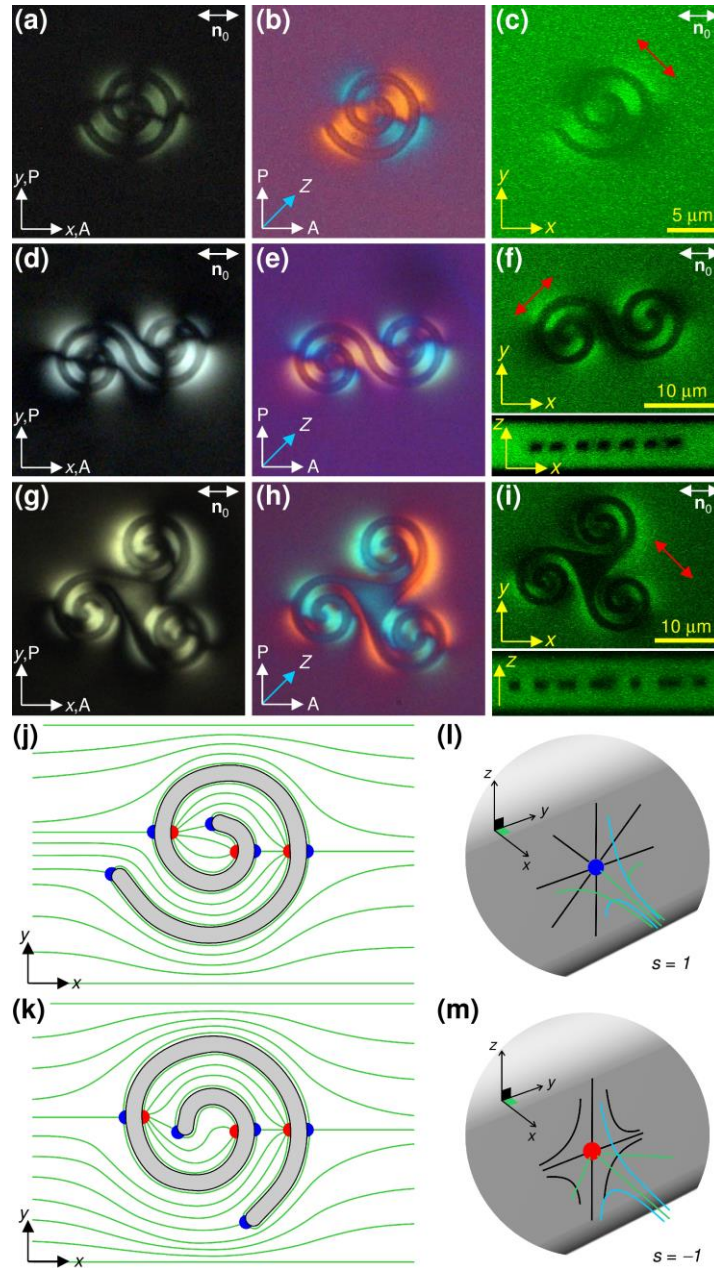 (a)
n₀
y,P
x,A
(b)
P
Z
A
(c)
n₀
y
x
5 μm
(d)
n₀
y,P
x,A
(e)
P
Z
A
(f)
n₀
y
x
10 μm
z
x
(g)
n₀
y,P
x,A
(h)
P
Z
A
(i)
n₀
y
x
10 μm
z
(j)
y
x
(l)
z
y
x
s = 1
(k)
y
x
(m)
z
y
x
s = −1